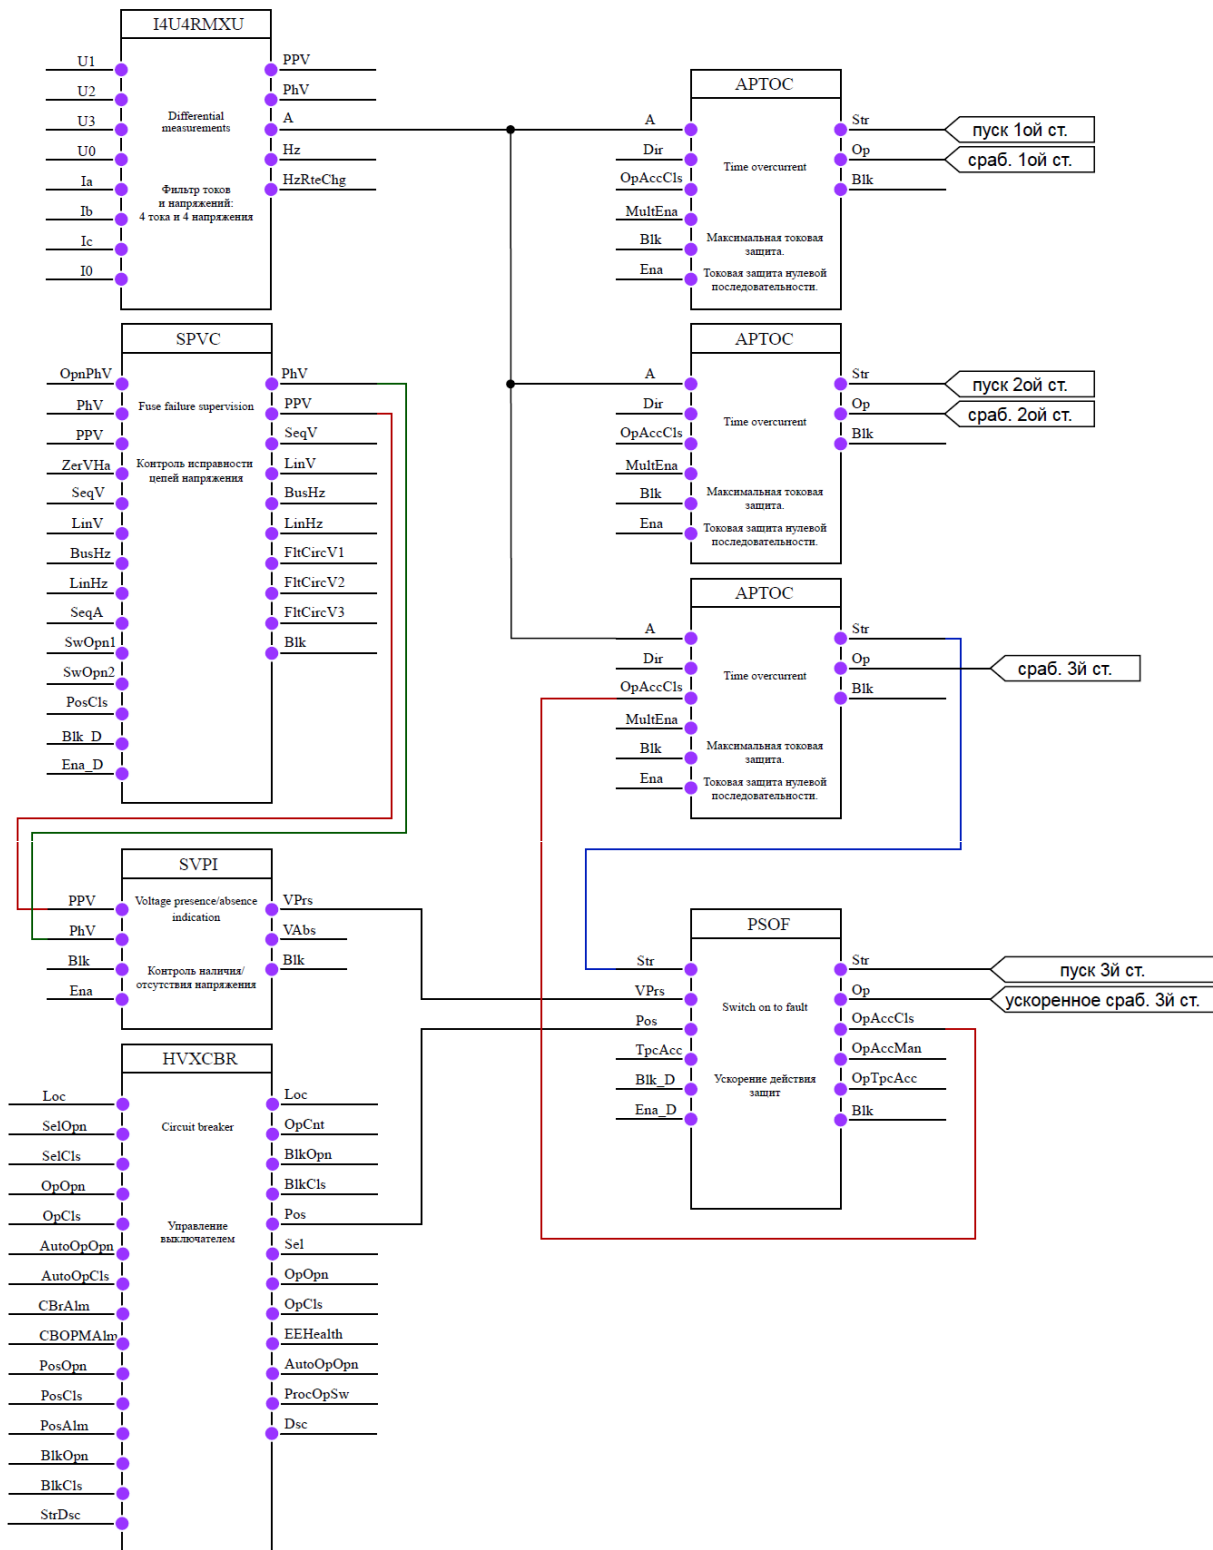 I4U4RMXU
U1
U2
U3
U0
Ia
Ib
Ic
I0
Differential
measurements
Фильтр токов
и напряжений:
4 тока и 4 напряжения
PPV
PhV
A
Hz
HzRteChg
APTOC
A
Dir
OpAccCls
MultEna
Blk
Ena
Time overcurrent
Максимальная токовая
защита.
Токовая защита нулевой
последовательности.
Str
Op
Blk
пуск 1ой ст.
сраб. 1ой ст.
SPVC
OpnPhV
PhV
PPV
ZerVHa
SeqV
LinV
BusHz
LinHz
SeqA
SwOpn1
SwOpn2
PosCls
Blk_D
Ena_D
Fuse failure supervision
Контроль исправности
цепей напряжения
PhV
PPV
SeqV
LinV
BusHz
LinHz
FltCircV1
FltCircV2
FltCircV3
Blk
APTOC
A
Dir
OpAccCls
MultEna
Blk
Ena
Time overcurrent
Максимальная токовая
защита.
Токовая защита нулевой
последовательности.
Str
Op
Blk
пуск 2ой ст.
сраб. 2ой ст.
APTOC
A
Dir
OpAccCls
MultEna
Blk
Ena
Time overcurrent
Максимальная токовая
защита.
Токовая защита нулевой
последовательности.
Str
Op
Blk
сраб. 3й ст.
SVPI
PPV
PhV
Blk
Ena
Voltage presence/absence
indication
Контроль наличия/
отсутствия напряжения
VPrs
VAbs
Blk
PSOF
Str
VPrs
Pos
TpcAcc
Blk_D
Ena_D
Switch on to fault
Ускорение действия
защит
Str
Op
OpAccCls
OpAccMan
OpTpcAcc
Blk
пуск 3й ст.
ускоренное сраб. 3й ст.
HVXCBR
Loc
SelOpn
SelCls
OpOpn
OpCls
AutoOpOpn
AutoOpCls
CBrAlm
CBOPMAlm
PosOpn
PosCls
PosAlm
BlkOpn
BlkCls
StrDsc
Circuit breaker
Управление
выключателем
Loc
OpCnt
BlkOpn
BlkCls
Pos
Sel
OpOpn
OpCls
EEHealth
AutoOpOpn
ProcOpSw
Dsc